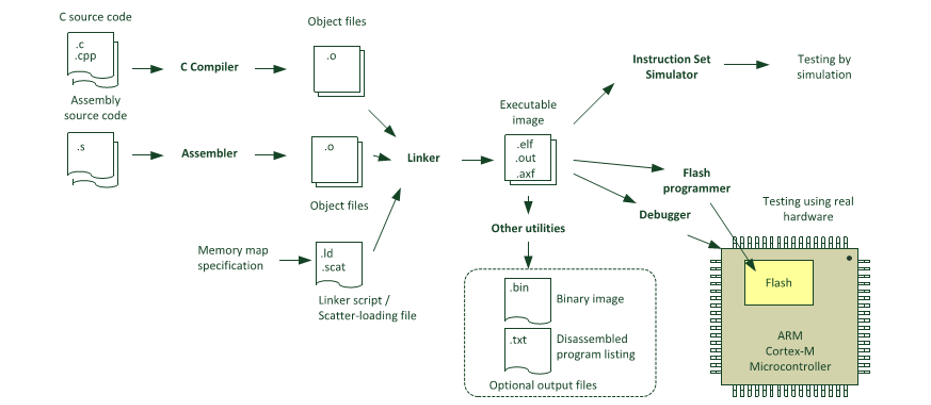 C source code
.c
.cpp
C Compiler
Object files
.o
Assembly
source code
.s
Assembler
.o
Object files
Linker
Memory map
specification
.ld
.scat
Linker script /
Scatter-loading file
Executable
image
.elf
.out
.axf
Other utilities
.bin
Binary image
.txt
Disassembled
program listing
Optional output files
Instruction Set
Simulator
Testing by
simulation
Flash
programmer
Debugger
Testing using real
hardware
Flash
ARM
Cortex-M
Microcontroller